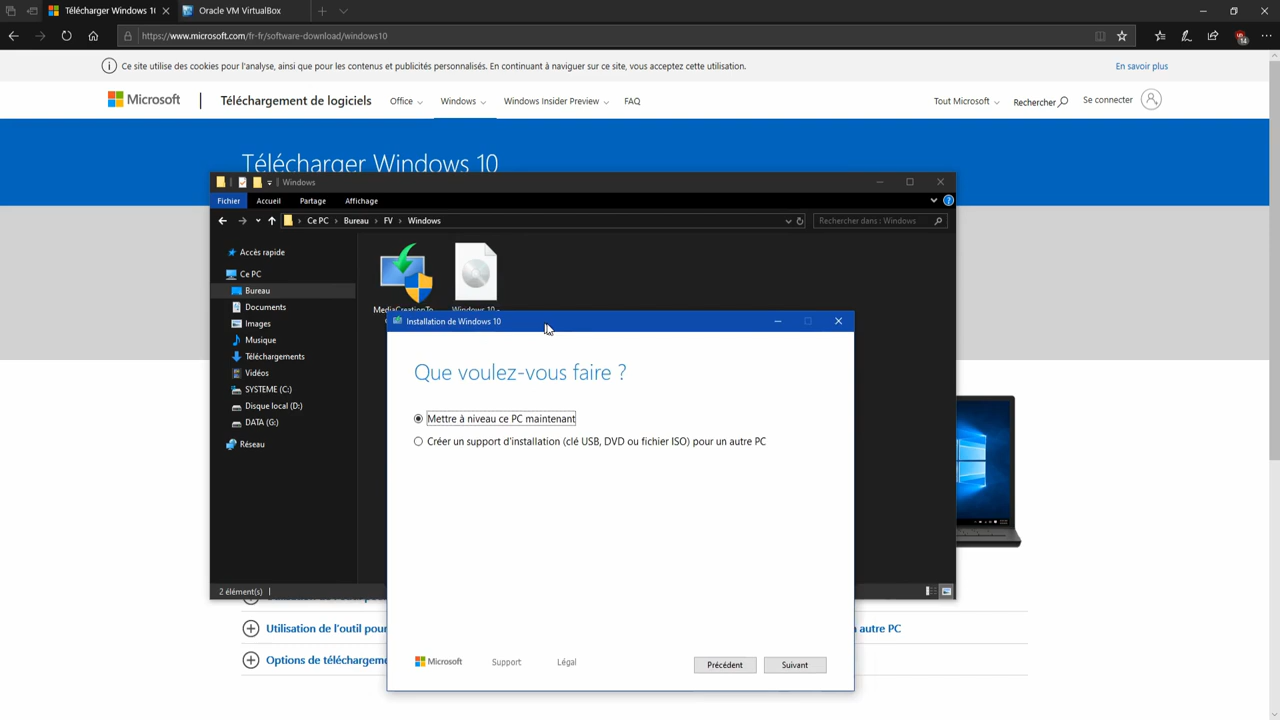 Télécharger Windows 1
Oracle VM VirtualBox
https://www.microsoft.com/fr-fr/software-download/windows10
14
Ce site utilise des cookies pour l'analyse, ainsi que pour les contenus et publicités personnalisés. En continuant à naviguer sur ce site, vous acceptez cette utilisation.
En savoir plus
Microsoft
Téléchargement de logiciels
Office
Windows
Windows Insider Preview
FAQ
Tout Microsoft
Rechercher
Se connecter
Télécharger Windows 10
Windows
Fichier
Accueil
Partage
Affichage
Ce PC > Bureau > FV > Windows
Rechercher dans : Windows
Accès rapide
Ce PC
Bureau
Documents
Images
Musique
Téléchargements
Vidéos
SYSTEME (C:)
Disque local (D:)
DATA (G:)
Réseau
MediaCreationTo
Windows 10 -
2 élément(s)
Installation de Windows 10
Que voulez-vous faire ?
Mettre à niveau ce PC maintenant
Créer un support d'installation (clé USB, DVD ou fichier ISO) pour un autre PC
Microsoft
Support
Légal
Précédent
Suivant
Utilisation de l'outil pour
autre PC
Options de téléchargeme